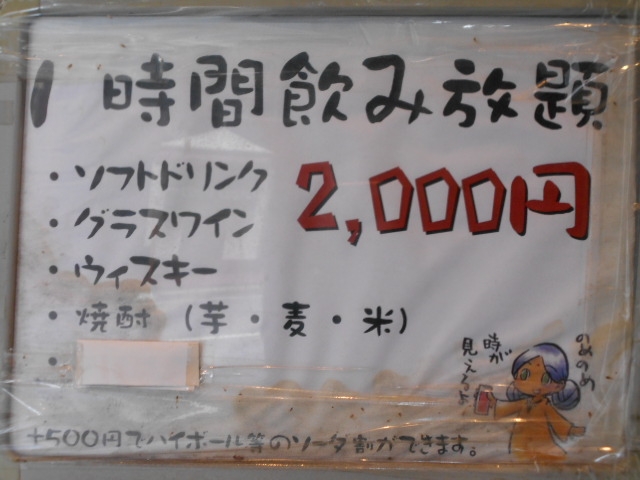 1時間飲み放題
・ソフトドリンク
2,000円
・グラスワイン
・ウィスキー
・焼酎（芋・麦・米）
・
のめのめ
時が
見えるよ
+500円でハイボール等のソーダ割ができます。